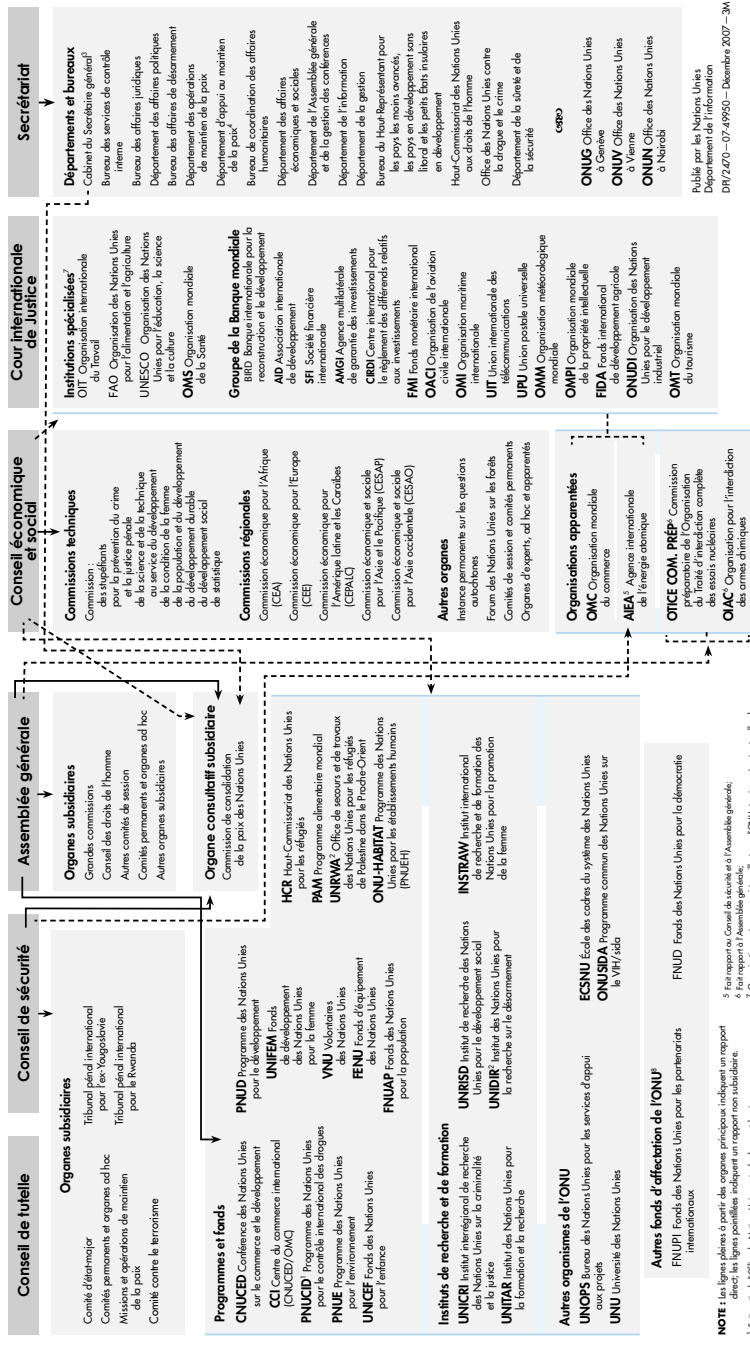 Conseil de tutelle
Conseil de sécurité
Assemblée générale
Conseil économique
et social
Cour internationale
de Justice
Secrétariat
Organes subsidiaires
Comité d'état-major
Comités permanents et organes ad hoc
Missions et opérations de maintien
de la paix
Comité contre le terrorisme
Tribunal pénal international
pour l'ex-Yougoslavie
Tribunal pénal international
pour le Rwanda
Organes subsidiaires
Grandes commissions
Conseil des droits de l'homme
Autres comités de session
Comités permanents et organes ad hoc
Autres organes subsidiaires
Organe consultatif subsidiaire
Commission de consolidation
de la paix des Nations Unies
Programmes et fonds
CNUCED Conférence des Nations Unies
sur le commerce et le développement
CCI Centre du commerce international
(CNUCED/OMC)
PNUCID¹ Programme des Nations Unies
pour le contrôle international des drogues
PNUE Programme des Nations Unies
pour l'environnement
UNICEF Fonds des Nations Unies
pour l'enfance
PNUD Programme des Nations Unies
pour le développement
UNIFEM Fonds
de développement
des Nations Unies
pour la femme
VNU Volontaires
des Nations Unies
FENU Fonds d'équipement
des Nations Unies
FNUAP Fonds des Nations Unies
pour la population
HCR Haut-Commissariat des Nations Unies
pour les réfugiés
PAM Programme alimentaire mondial
UNRWA² Office de secours et de travaux
des Nations Unies pour les réfugiés
de Palestine dans le Proche-Orient
ONU-HABITAT Programme des Nations
Unies pour les établissements humains
(PNUEH)
Instituts de recherche et de formation
UNICRI Institut interrégional de recherche
des Nations Unies sur la criminalité
et la justice
UNITAR Institut des Nations Unies pour
la formation et la recherche
UNRISD Institut de recherche des Nations
Unies pour le développement social
UNIDIR² Institut des Nations Unies pour
la recherche sur le désarmement
INSTRAW Institut international
de recherche et de formation des
Nations Unies pour la promotion
de la femme
Autres organismes de l'ONU
UNOPS Bureau des Nations Unies pour les services d'appui
aux projets
UNU Université des Nations Unies
ECSNU École des cadres du système des Nations Unies
ONUSIDA Programme commun des Nations Unies sur
le VIH/sida
Autres fonds d'affectation de l'ONU⁸
FNUPI Fonds des Nations Unies pour les partenariats
internationaux
FNUD Fonds des Nations Unies pour la démocratie
Commissions techniques
Commission :
des stupéfiants
pour la prévention du crime
et la justice pénale
de la science et de la technique
au service du développement
de la condition de la femme
de la population et du développement
du développement durable
du développement social
de statistique
Commissions régionales
Commission économique pour l'Afrique
(CEA)
Commission économique pour l'Europe
(CEE)
Commission économique pour
l'Amérique latine et les Caraïbes
(CEPALC)
Commission économique et sociale
pour l'Asie et le Pacifique (CESAP)
Commission économique et sociale
pour l'Asie occidentale (CESAO)
Autres organes
Instance permanente sur les questions
autochtones
Forum des Nations Unies sur les forêts
Comités de session et comités permanents
Organes d'experts, ad hoc et apparentés
Organisations apparentées
OMC Organisation mondiale
du commerce
AIEA⁵ Agence internationale
de l'énergie atomique
OTICE COM. PRÉP⁶ Commission
préparatoire de l'Organisation
du Traité d'interdiction complète
des essais nucléaires
OIAC⁶ Organisation pour l'interdiction
des armes chimiques
Institutions spécialisées⁷
OIT Organisation internationale
du Travail
FAO Organisation des Nations Unies
pour l'alimentation et l'agriculture
UNESCO Organisation des Nations
Unies pour l'éducation, la science
et la culture
OMS Organisation mondiale
de la Santé
Groupe de la Banque mondiale
BIRD Banque internationale pour la
reconstruction et le développement
AID Association internationale
de développement
SFI Société financière
internationale
AMGI Agence multilatérale
de garantie des investissements
CIRDI Centre international pour
le règlement des différends relatifs
aux investissements
FMI Fonds monétaire international
OACI Organisation de l'aviation
civile internationale
OMI Organisation maritime
internationale
UIT Union internationale des
télécommunications
UPU Union postale universelle
OMM Organisation météorologique
mondiale
OMPI Organisation mondiale
de la propriété intellectuelle
FIDA Fonds international
de développement agricole
ONUDI Organisation des Nations
Unies pour le développement
industriel
OMT Organisation mondiale
du tourisme
Départements et bureaux
Cabinet du Secrétaire général³
Bureau des services de contrôle
interne
Bureau des affaires juridiques
Département des affaires politiques
Bureau des affaires de désarmement
Département des opérations
de maintien de la paix
Département d'appui au maintien
de la paix⁴
Bureau de coordination des affaires
humanitaires
Département des affaires
économiques et sociales
Département de l'Assemblée générale
et de la gestion des conférences
Département de l'information
Département de la gestion
Bureau du Haut-Représentant pour
les pays les moins avancés,
les pays en développement sans
litoral et les petits États insulaires
en développement
Haut-Commissariat des Nations Unies
aux droits de l'homme
Office des Nations Unies contre
la drogue et le crime
Département de la sûreté et de
la sécurité
ONUG Office des Nations Unies
à Genève
ONUV Office des Nations Unies
à Vienne
ONUN Office des Nations Unies
à Nairobi
Publié par les Nations Unies
Département de l'information
DPI/2470—07-49950—Décembre 2007—3M
NOTE : Les lignes pleines à partir des organes principaux indiquent un rapport
direct; les lignes pointillées indiquent un rapport non subsidiaire.
5 Fait rapport au Conseil de sécurité et à l'Assemblée générale;
6 Fait rapport à l'Assemblée générale;